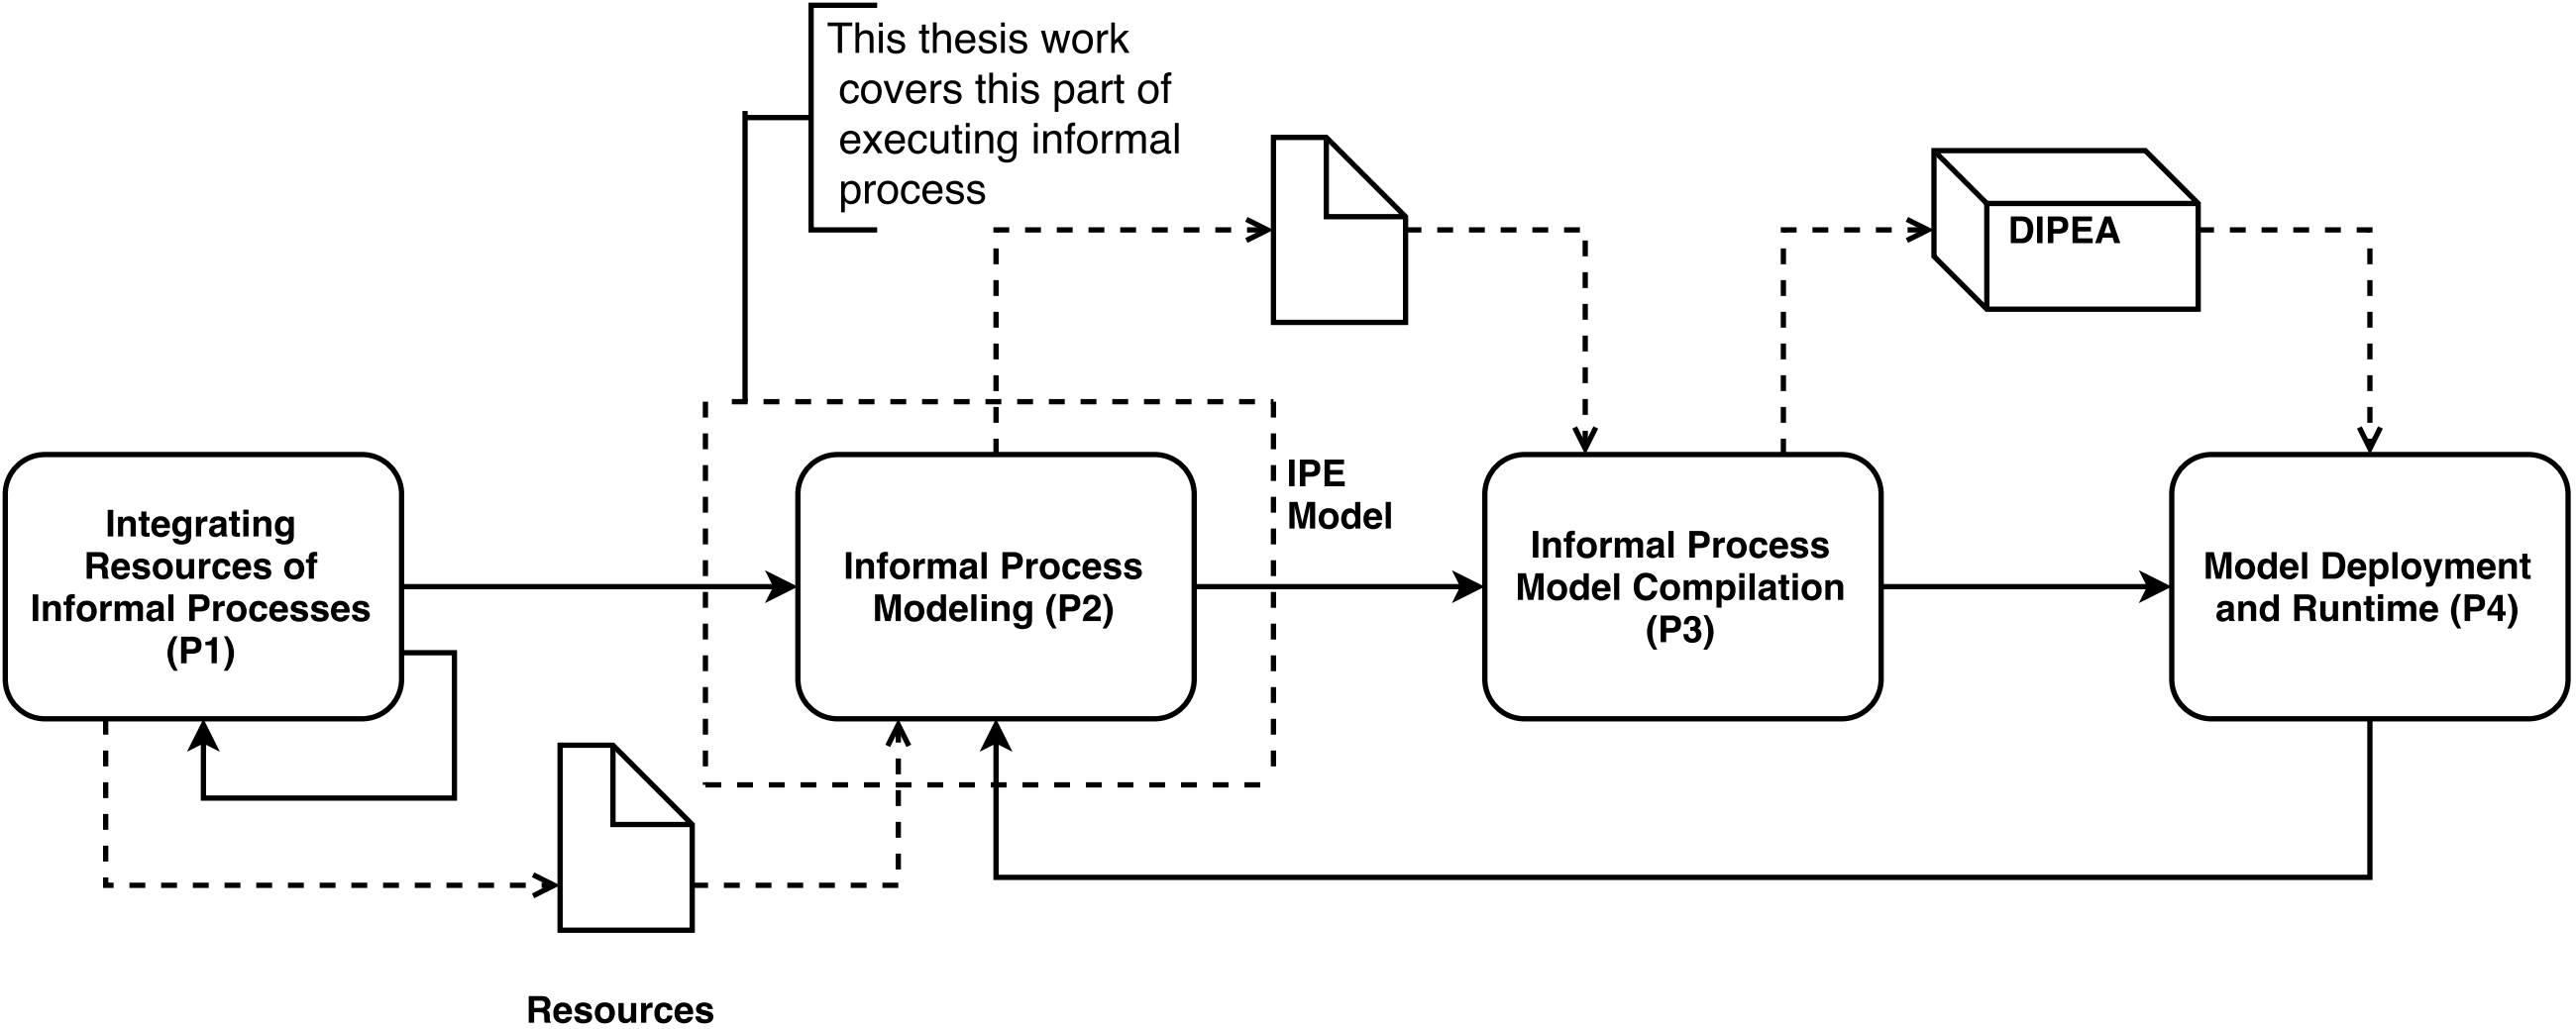 This thesis work
covers this part of
executing informal
process
DIPEA
IPE
Model
Integrating
Resources of
Informal Processes
(P1)
Informal Process
Modeling (P2)
Informal Process
Model Compilation
(P3)
Model Deployment
and Runtime (P4)
Resources